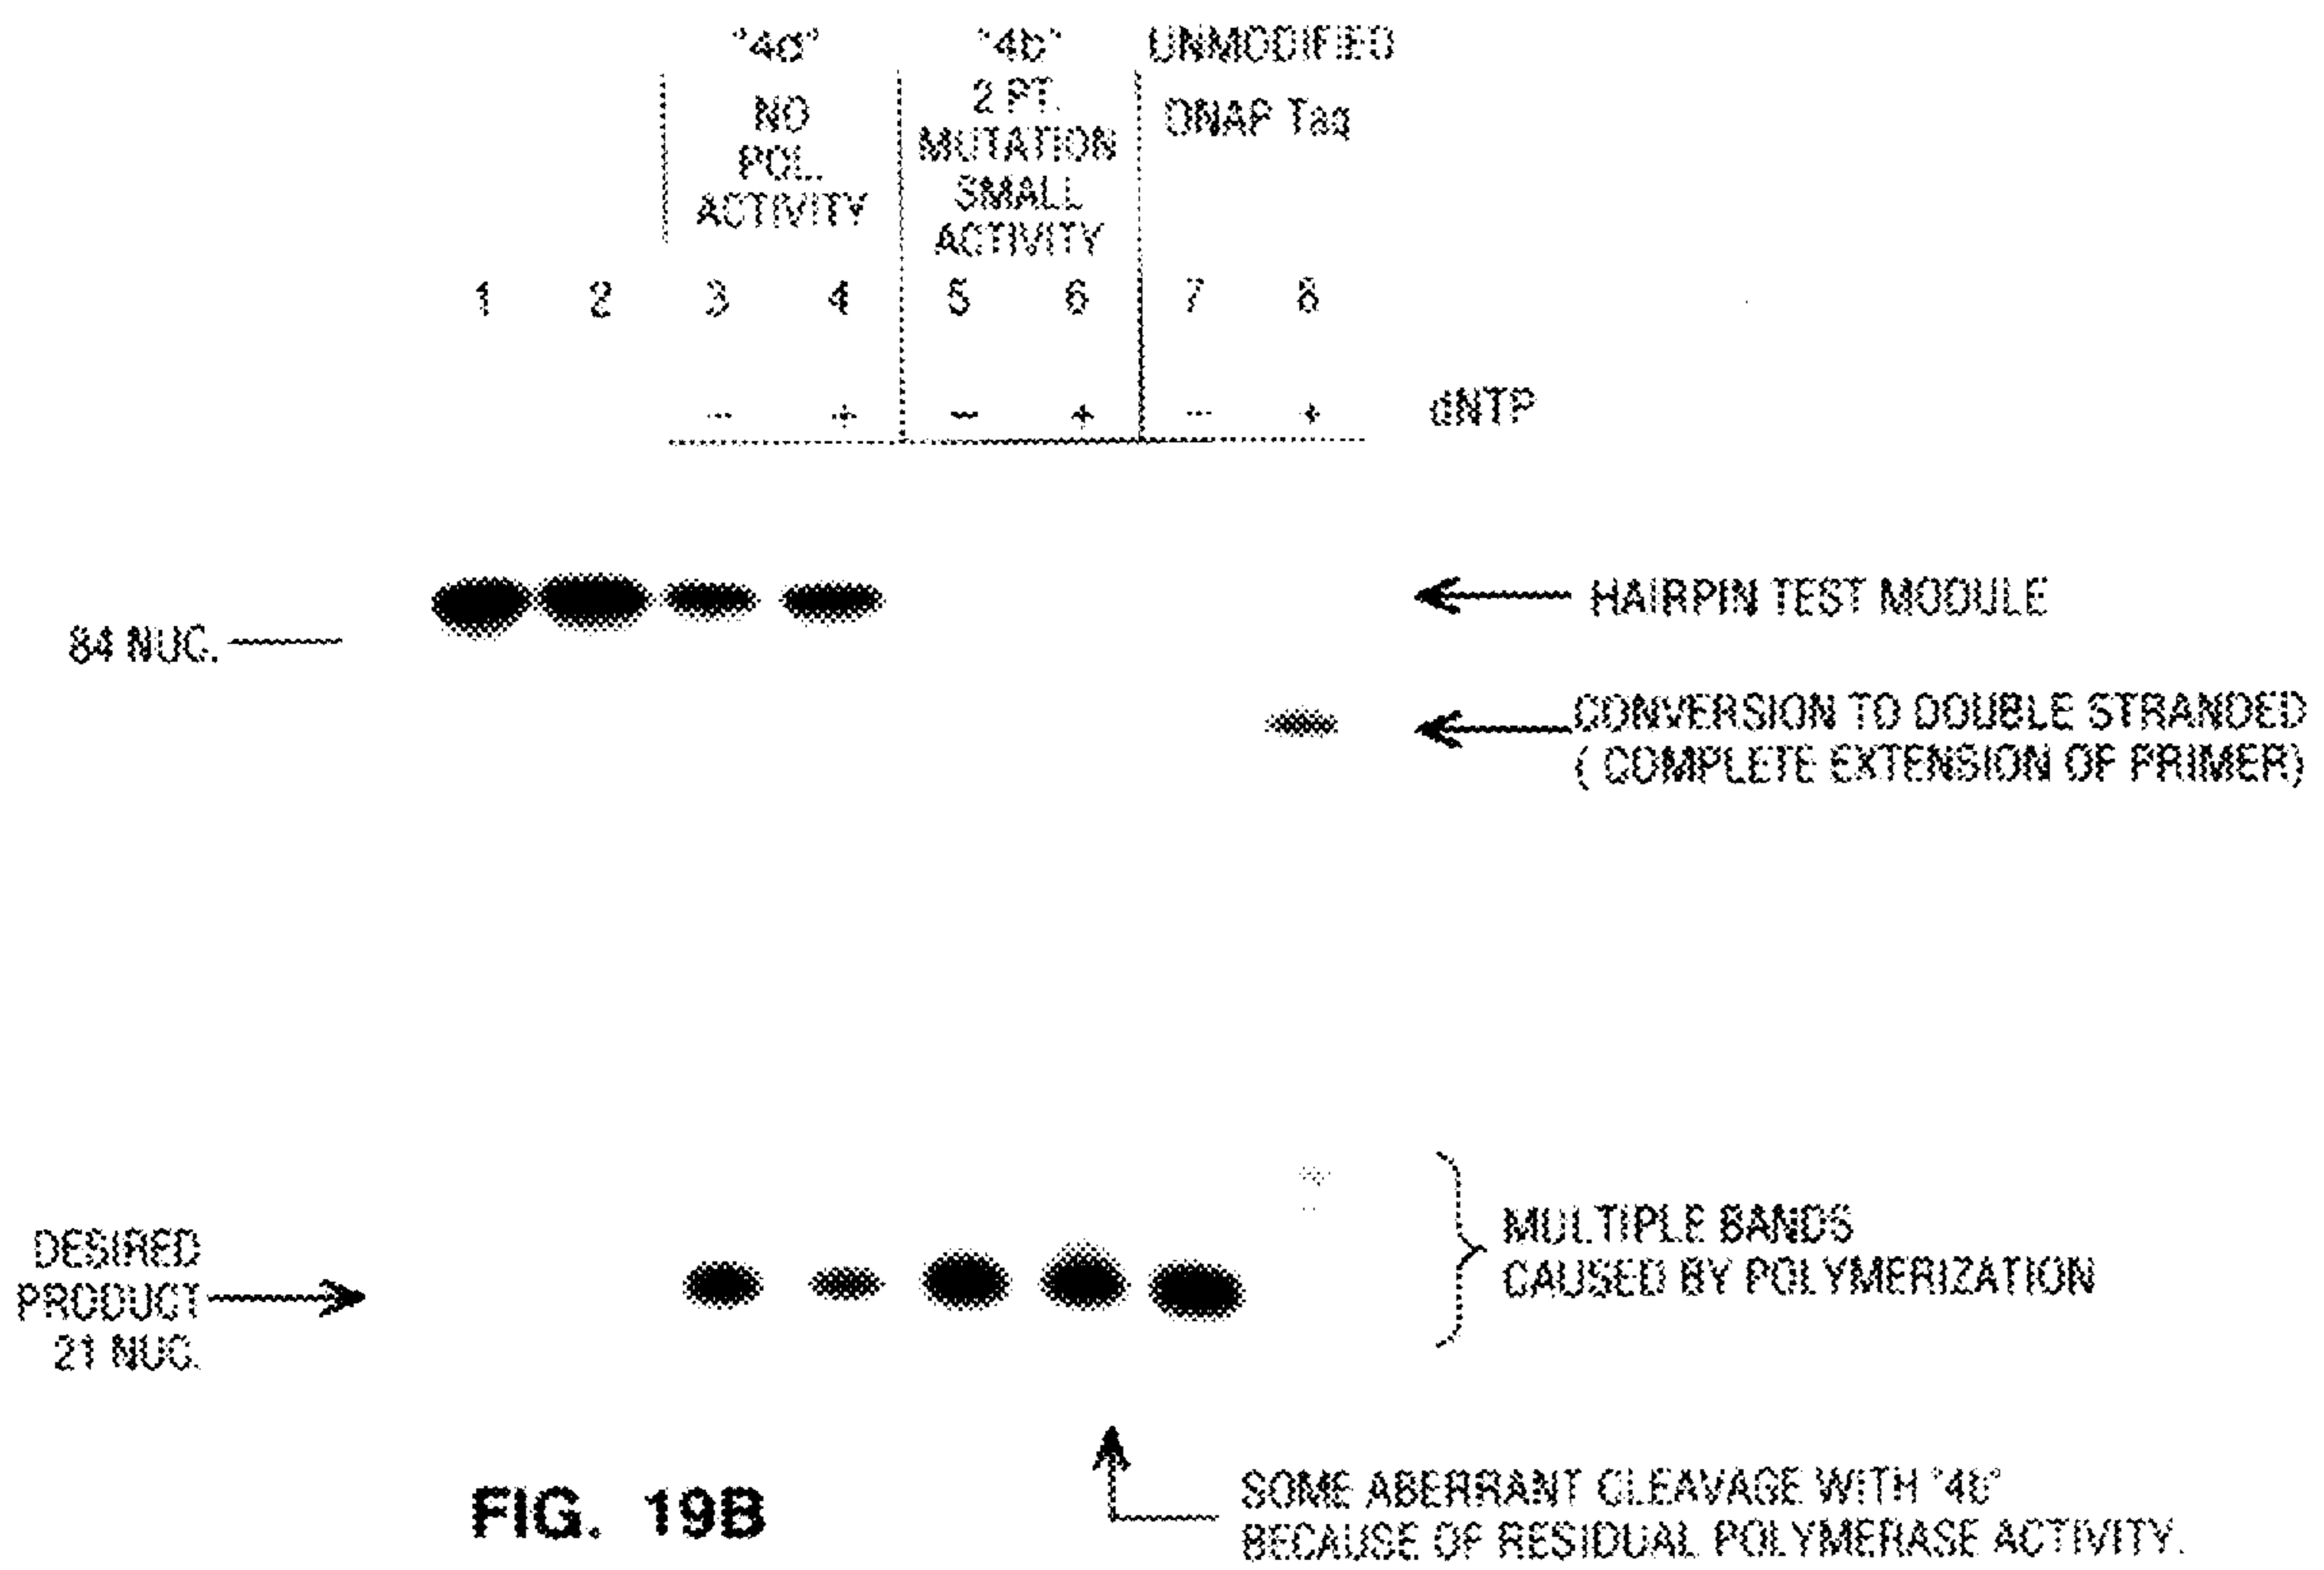 "4d" "4b" UNMODIFIED
NO 2 PT. DNAP Taq
POL. MUTATION
ACTIVITY SMALL
ACTIVITY
1 2 3 4 5 6 7 8
- + - + - + dNTP
HAIRPIN TEST MODULE
84 NUC.
CONVERSION TO DOUBLE STRANDED
( COMPLETE EXTENSION OF PRIMER)
DESIRED
PRODUCT
21 NUC.
MULTIPLE BANDS
CAUSED BY POLYMERIZATION
SOME ABERRANT CLEAVAGE WITH "4b"
BECAUSE OF RESIDUAL POLYMERASE ACTIVITY.
FIG. 19B